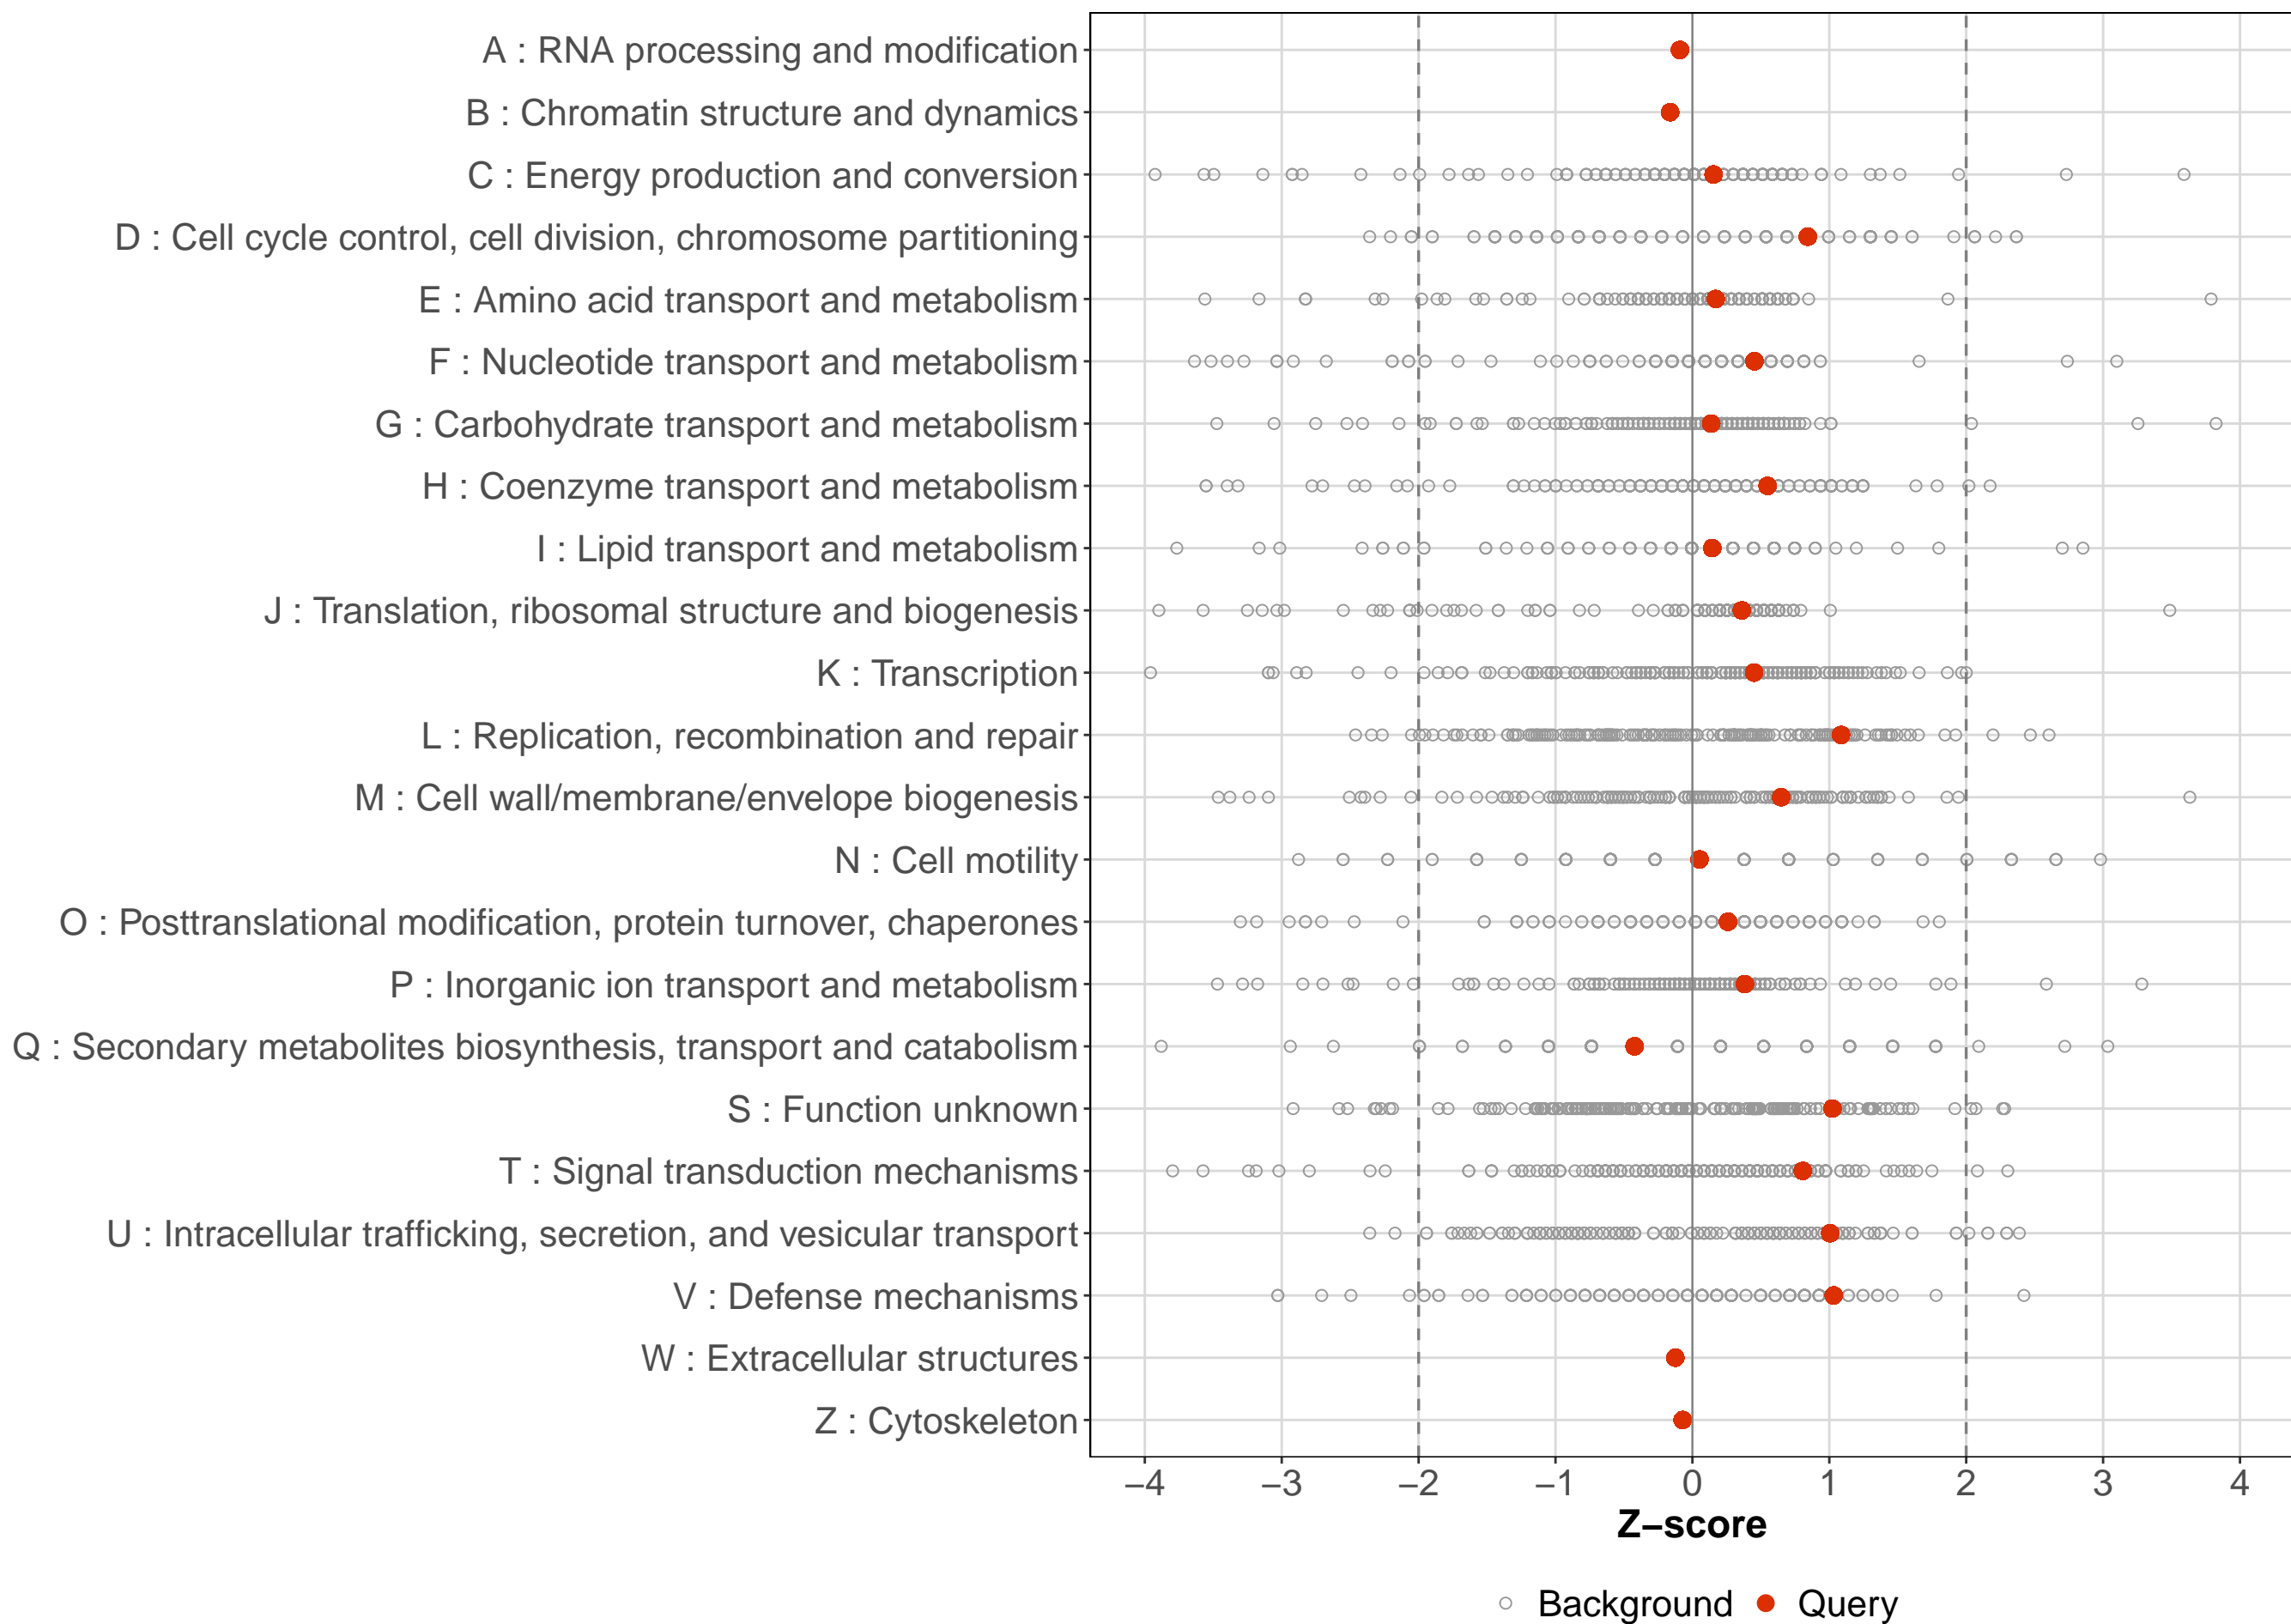 A : RNA processing and modification
B : Chromatin structure and dynamics
C : Energy production and conversion
D : Cell cycle control, cell division, chromosome partitioning
E : Amino acid transport and metabolism
F : Nucleotide transport and metabolism
G : Carbohydrate transport and metabolism
H : Coenzyme transport and metabolism
I : Lipid transport and metabolism
J : Translation, ribosomal structure and biogenesis
K : Transcription
L : Replication, recombination and repair
M : Cell wall/membrane/envelope biogenesis
N : Cell motility
O : Posttranslational modification, protein turnover, chaperones
P : Inorganic ion transport and metabolism
Q : Secondary metabolites biosynthesis, transport and catabolism
S : Function unknown
T : Signal transduction mechanisms
U : Intracellular trafficking, secretion, and vesicular transport
V : Defense mechanisms
W : Extracellular structures
Z : Cytoskeleton
−4 −3 −2 −1 0 1 2 3 4
Z−score
Background Query